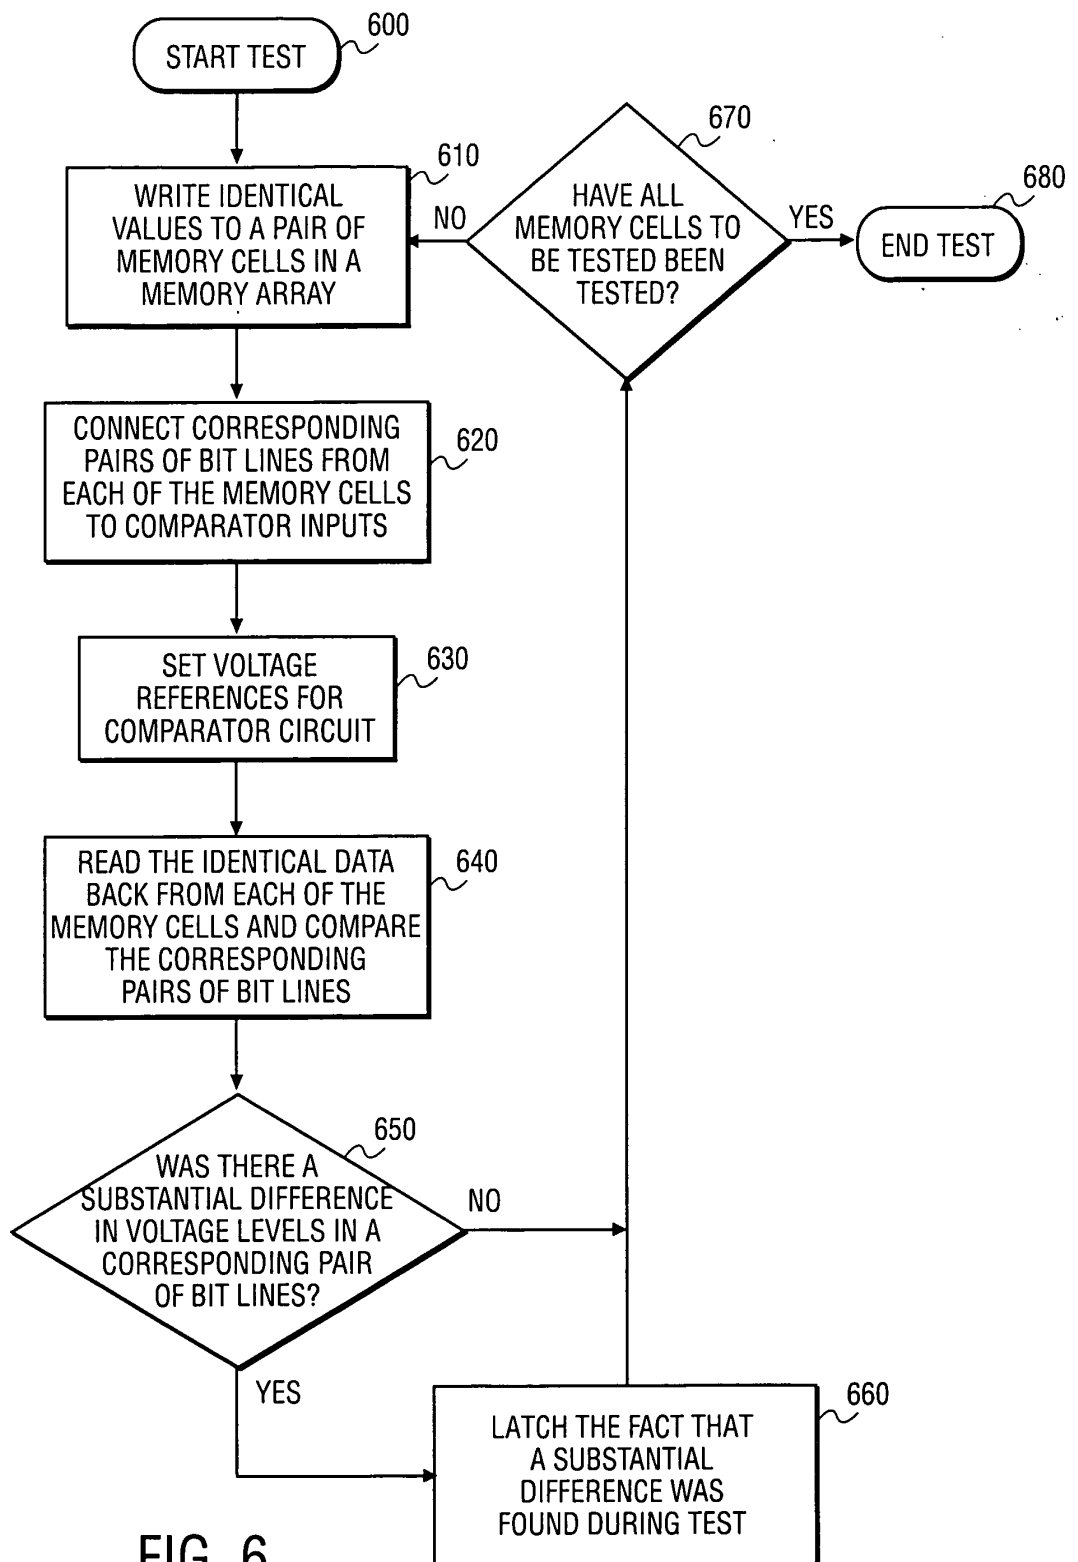 START TEST
600
WRITE IDENTICAL
VALUES TO A PAIR OF
MEMORY CELLS IN A
MEMORY ARRAY
610
NO
HAVE ALL
MEMORY CELLS TO
BE TESTED BEEN
TESTED?
670
YES
END TEST
680
CONNECT CORRESPONDING
PAIRS OF BIT LINES FROM
EACH OF THE MEMORY CELLS
TO COMPARATOR INPUTS
620
SET VOLTAGE
REFERENCES FOR
COMPARATOR CIRCUIT
630
READ THE IDENTICAL DATA
BACK FROM EACH OF THE
MEMORY CELLS AND COMPARE
THE CORRESPONDING
PAIRS OF BIT LINES
640
WAS THERE A
SUBSTANTIAL DIFFERENCE
IN VOLTAGE LEVELS IN A
CORRESPONDING PAIR
OF BIT LINES?
650
NO
YES
LATCH THE FACT THAT
A SUBSTANTIAL
DIFFERENCE WAS
FOUND DURING TEST
660
FIG. 6